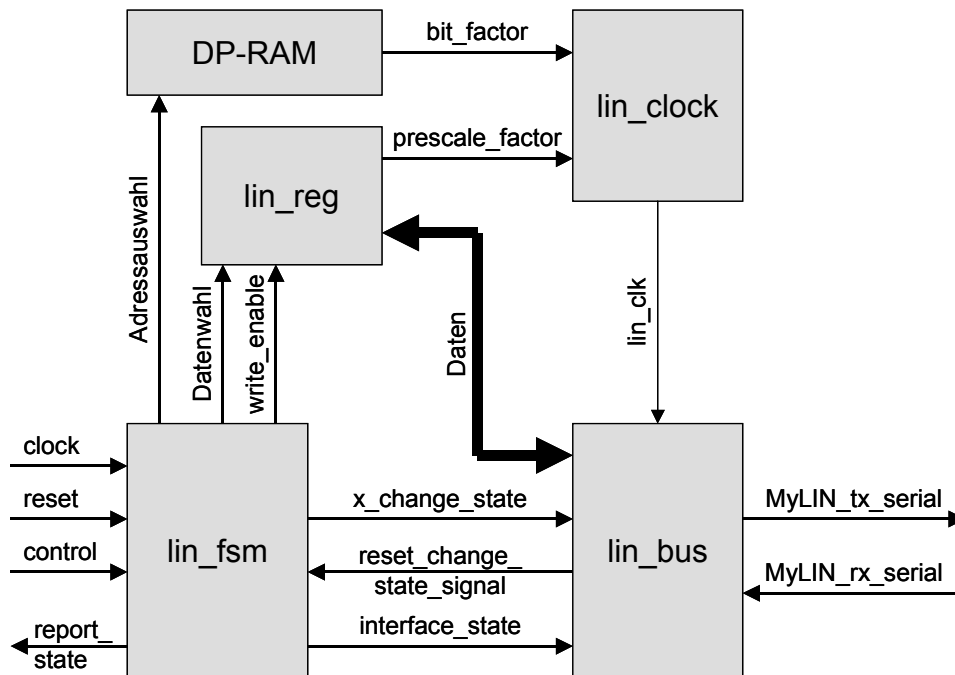 DP-RAM
bit_factor
lin_clock
prescale_factor
lin_reg
Adressauswahl
Datenwahl
write_enable
Daten
lin_clk
clock
reset
control
report_
state
lin_fsm
x_change_state
reset_change_
state_signal
interface_state
lin_bus
MyLIN_tx_serial
MyLIN_rx_serial